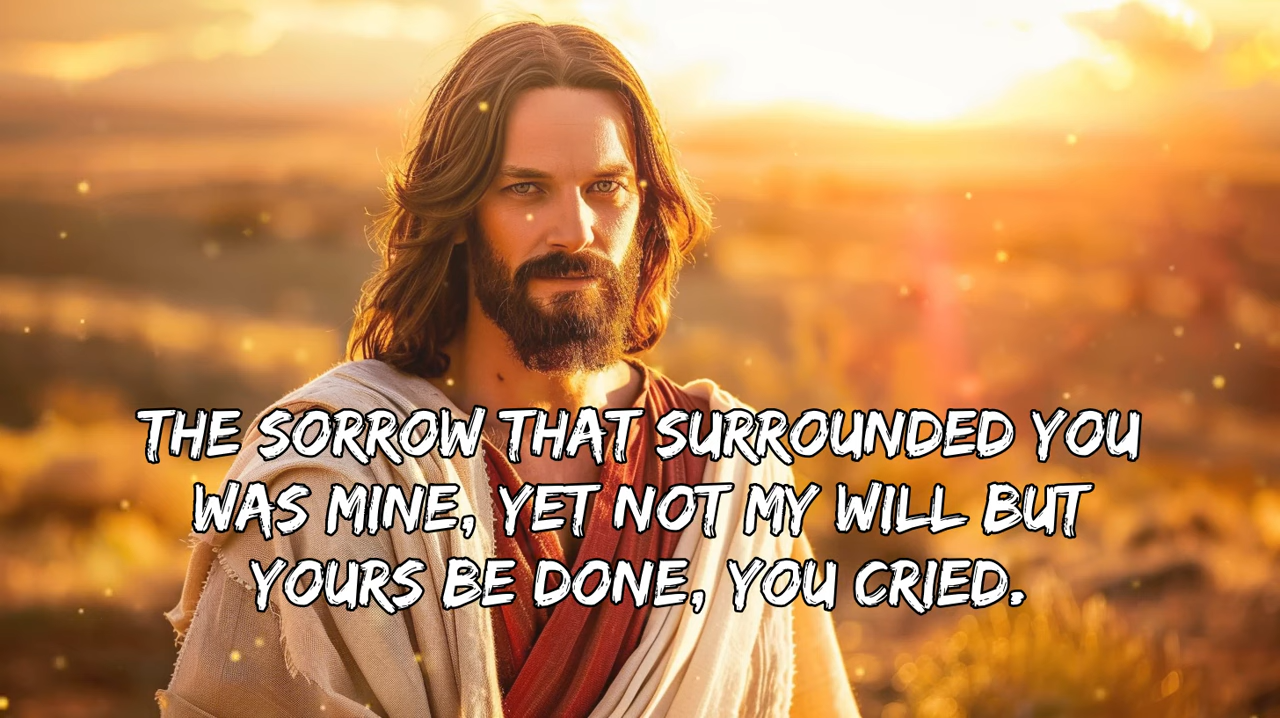 THE SORROW THAT SURROUNDED YOU
WAS MINE, YET NOT MY WILL BUT
YOURS BE DONE, YOU CRIED.